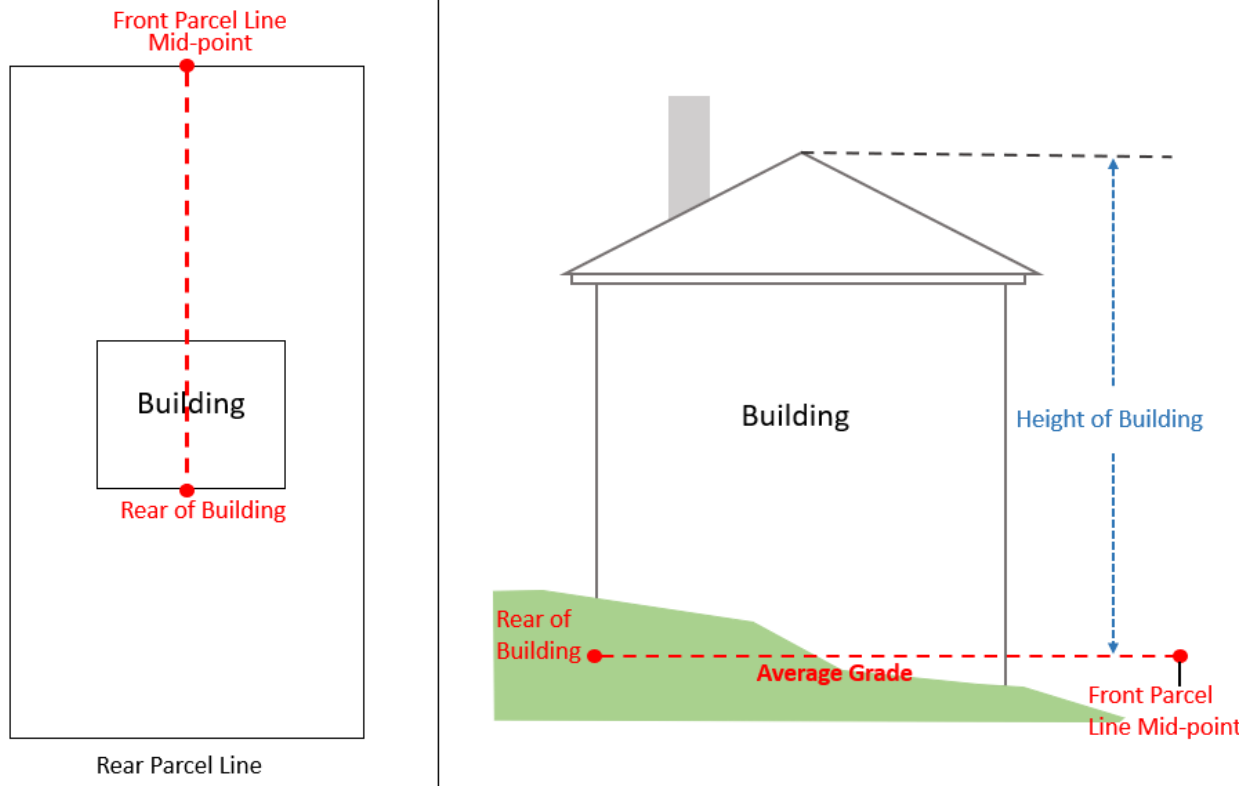 Front Parcel Line
Mid-point
Building
Rear of Building
Rear Parcel Line
Building
Height of Building
Rear of
Building
Average Grade
Front Parcel
Line Mid-point